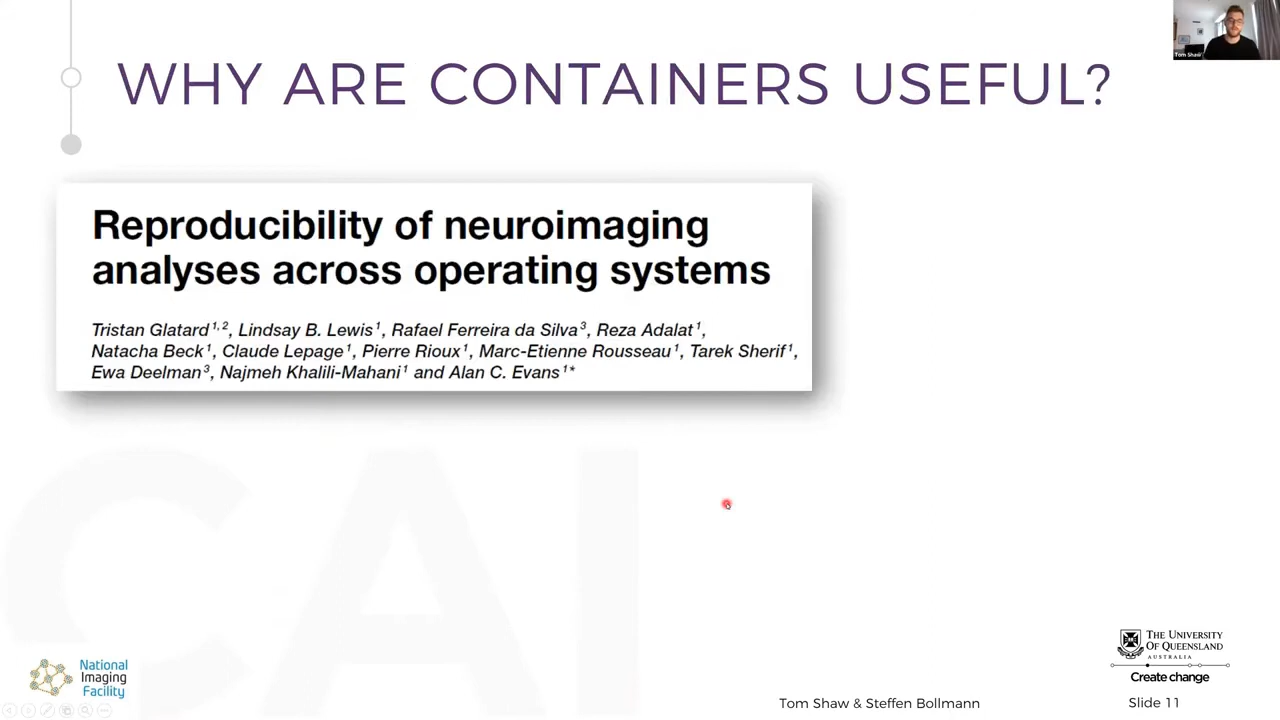 WHY ARE CONTAINERS USEFUL?
Tom Shaw
Reproducibility of neuroimaging
analyses across operating systems
Tristan Glatard 1,2, Lindsay B. Lewis 1, Rafael Ferreira da Silva 3, Reza Adalat 1,
Natacha Beck 1, Claude Lepage 1, Pierre Rioux 1, Marc-Etienne Rousseau 1, Tarek Sherif 1,
Ewa Deelman 3, Najmeh Khalili-Mahani 1 and Alan C. Evans 1*
CAI
National
Imaging
Facility
THE UNIVERSITY
OF QUEENSLAND
AUSTRALIA
Create change
Tom Shaw & Steffen Bollmann
Slide 11